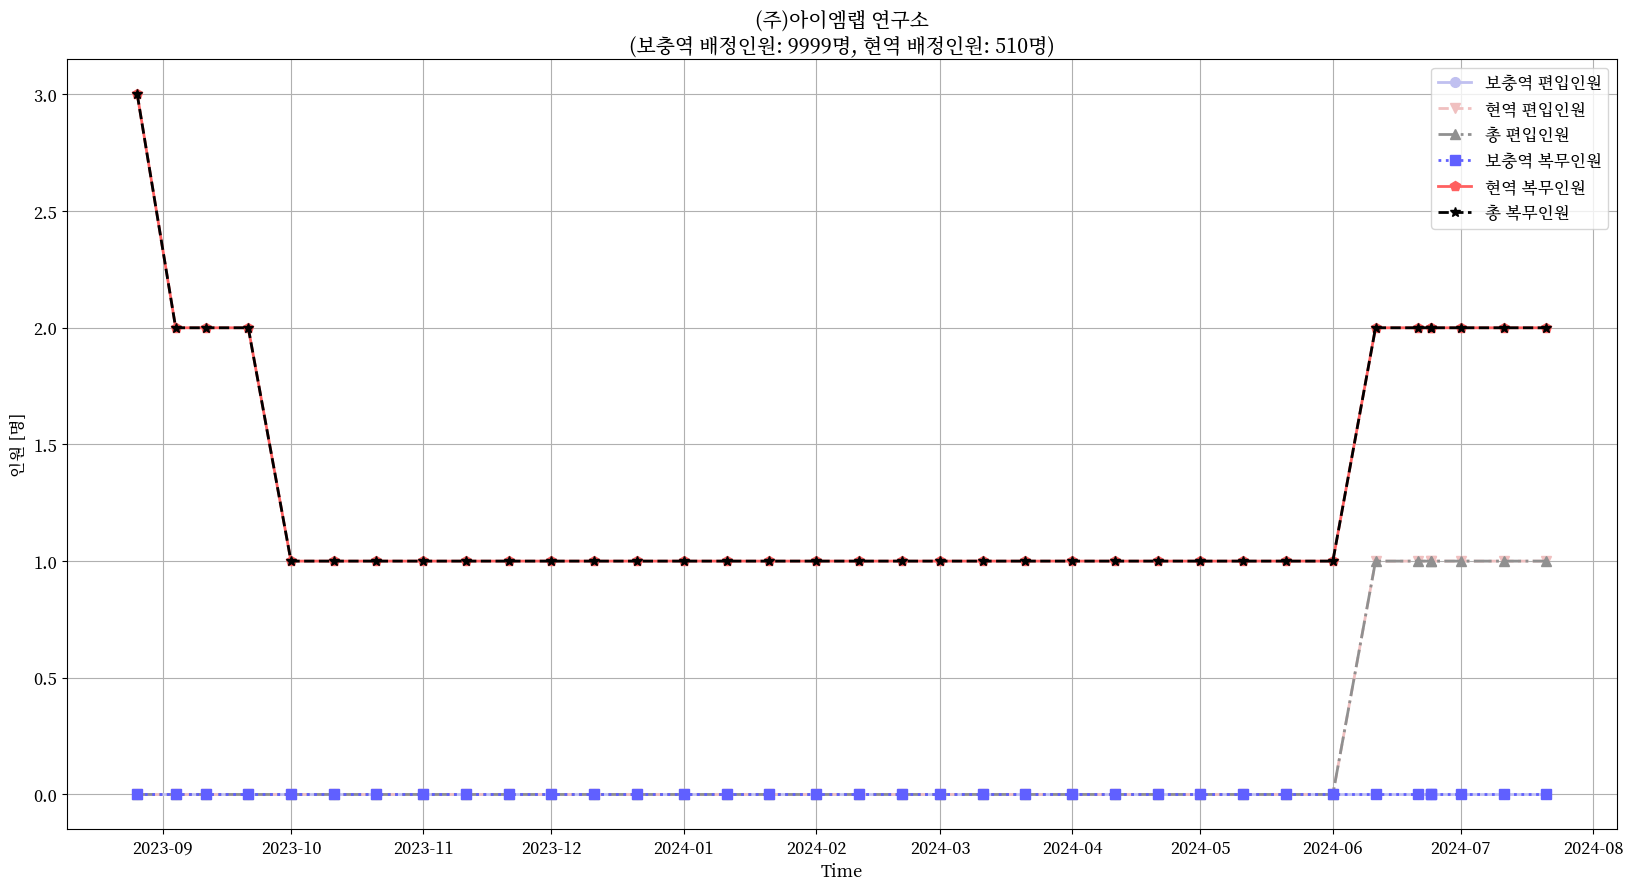 (주)아이엠랩 연구소
(보충역 배정인원: 9999명, 현역 배정인원: 510명)
보충역 편입인원
현역 편입인원
총 편입인원
보충역 복무인원
현역 복무인원
총 복무인원
인원 [명]
3.0
2.5
2.0
1.5
1.0
0.5
0.0
2023-09 2023-10 2023-11 2023-12 2024-01 2024-02 2024-03 2024-04 2024-05 2024-06 2024-07 2024-08
Time